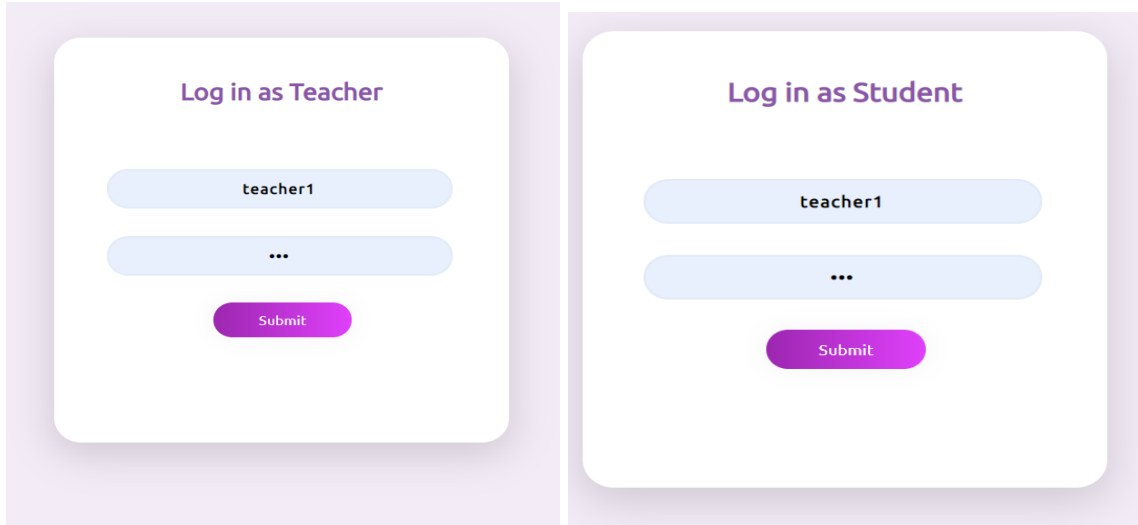 Log in as Teacher
teacher1
•••
Submit
Log in as Student
teacher1
•••
Submit